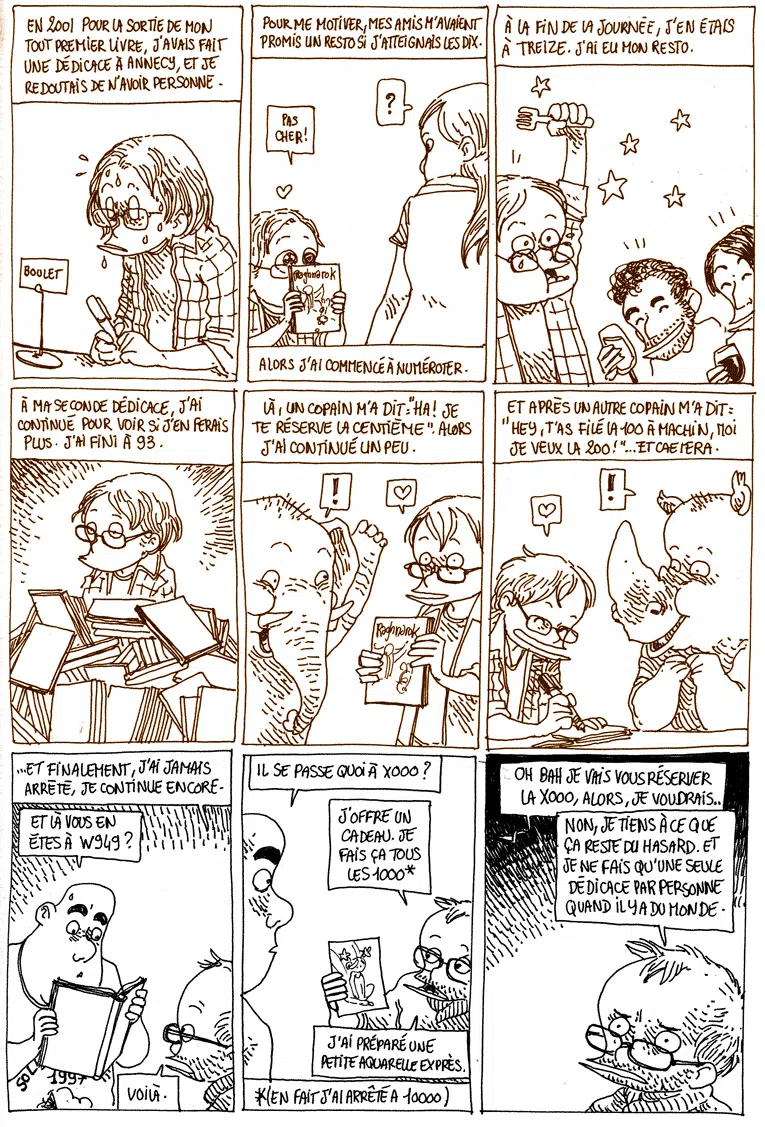 EN 2001 POUR LA SORTIE DE MON
TOUT PREMIER LIVRE, J'AVAIS FAIT
UNE DÉDICACE À ANNECY, ET JE
REDOUTAIS DE N'AVOIR PERSONNE.
BOULET
POUR ME MOTIVER, MES AMIS M'AVAIENT
PROMIS UN RESTO SI J'ATTEIGNAIS LES DIX.
PAS
CHER!
?
Raghnarok
ALORS J'AI COMMENCÉ À NUMÉROTER.
À LA FIN DE LA JOURNÉE, J'EN ÉTAIS
À TREIZE. J'AI EU MON RESTO.
À MA SECONDE DÉDICACE, J'AI
CONTINUÉ POUR VOIR SI J'EN FERAIS
PLUS. J'AI FINI À 93.
LÀ, UN COPAIN M'A DIT: "HA! JE
TE RÉSERVE LA CENTIÈME". ALORS
J'AI CONTINUÉ UN PEU.
!
Raghnarok
ET APRÈS UN AUTRE COPAIN M'A DIT:
"HEY, T'AS FILÉ LA 100 À MACHIN, MOI
JE VEUX LA 200!"... ET CAETERA.
!
...ET FINALEMENT, J'AI JAMAIS
ARRÊTÉ, JE CONTINUE ENCORE.
ET LÀ VOUS EN
ÊTES À W949?
1997
VOILÀ.
IL SE PASSE QUOI À X000?
J'OFFRE UN
CADEAU. JE
FAIS ÇA TOUS
LES 1000*
J'AI PRÉPARÉ UNE
PETITE AQUARELLE EXPRÈS.
*(EN FAIT J'AI ARRÊTÉ À 10000)
OH BAH JE VAIS VOUS RÉSERVER
LA X000, ALORS, JE VOUDRAIS..
NON, JE TIENS À CE QUE
ÇA RESTE DU HASARD. ET
JE NE FAIS QU'UNE SEULE
DÉDICACE PAR PERSONNE
QUAND IL Y A DU MONDE.